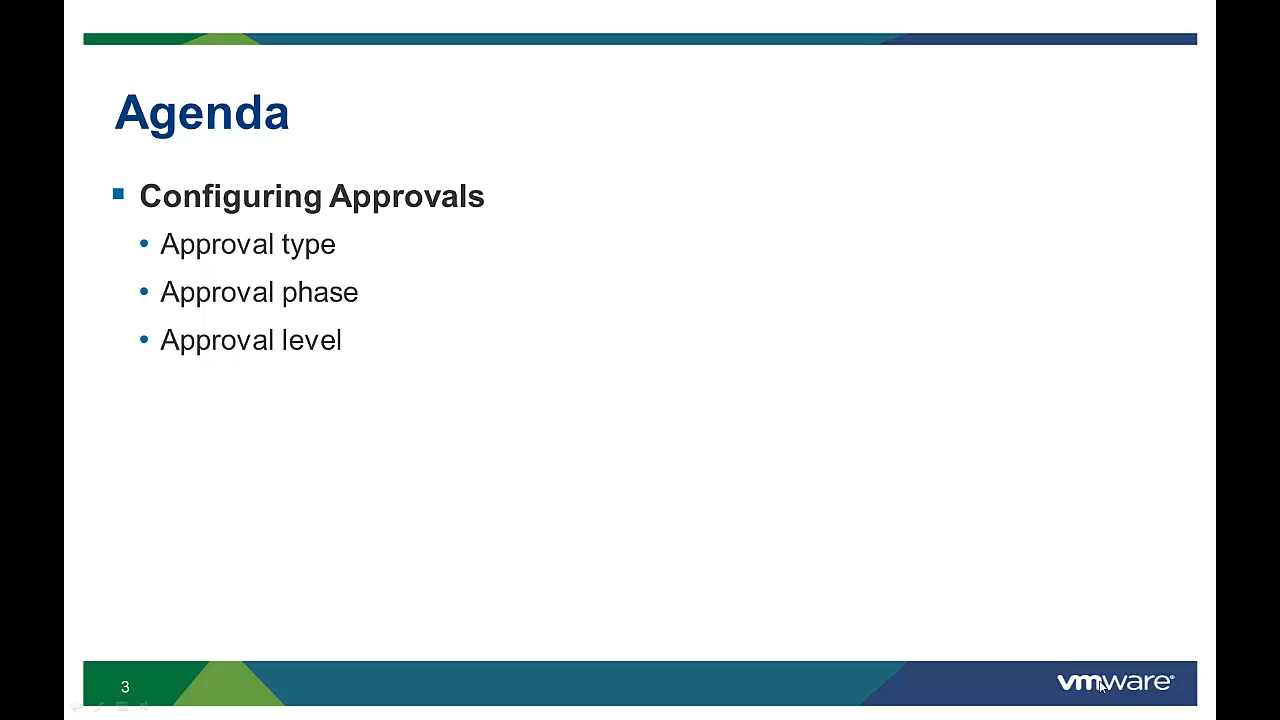 Agenda
Configuring Approvals
Approval type
Approval phase
Approval level
3
vmware®